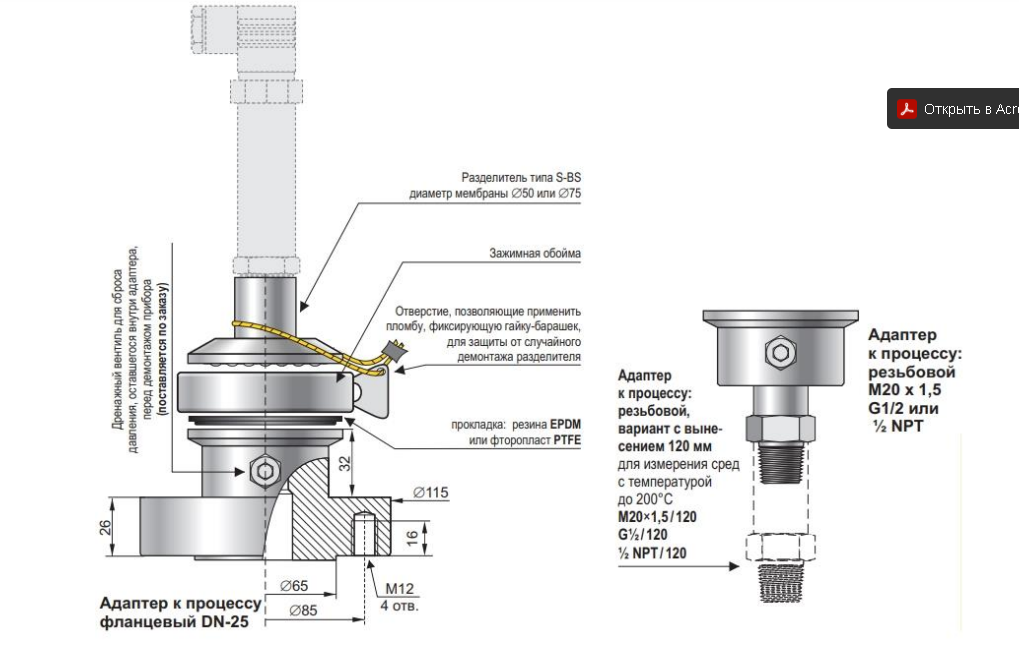 Открыть в Acr
Разделитель типа S-BS
диаметр мембраны ∅50 или ∅75
Зажимная обойма
Отверстие, позволяющие применить
пломбу, фиксирующую гайку-барашек,
для защиты от случайного
демонтажа разделителя
прокладка: резина EPDM
или фторопласт PTFE
Дренажный вентиль для сброса
давления, оставшегося внутри адаптера,
перед демонтажом прибора
(поставляется по заказу)
32
∅115
26
16
∅65
M12
4 отв.
∅85
Адаптер к процессу
фланцевый DN-25
Адаптер
к процессу:
резьбовой,
вариант с выне-
сением 120 мм
для измерения сред
с температурой
до 200°C
M20×1,5/120
G½/120
½ NPT/120
Адаптер
к процессу:
резьбовой
M20 x 1,5
G1/2 или
½ NPT